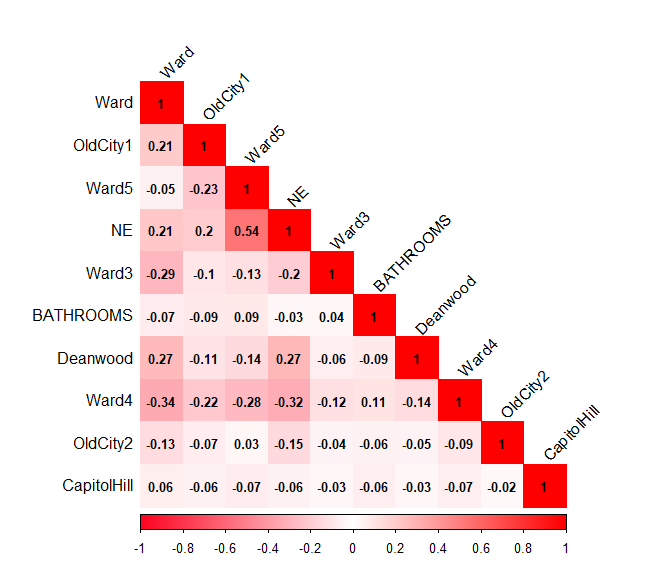 Ward
OldCity1
Ward5
NE
Ward3
BATHROOMS
Deanwood
Ward4
OldCity2
CapitolHill
Ward 1
OldCity1 0.21 1
Ward5 -0.05 -0.23 1
NE 0.21 0.2 0.54 1
Ward3 -0.29 -0.1 -0.13 -0.2 1
BATHROOMS -0.07 -0.09 0.09 -0.03 0.04 1
Deanwood 0.27 -0.11 -0.14 0.27 -0.06 -0.09 1
Ward4 -0.34 -0.22 -0.28 -0.32 -0.12 0.11 -0.14 1
OldCity2 -0.13 -0.07 0.03 -0.15 -0.04 -0.06 -0.05 -0.09 1
CapitolHill 0.06 -0.06 -0.07 -0.06 -0.03 -0.06 -0.03 -0.07 -0.02 1
-1 -0.8 -0.6 -0.4 -0.2 0 0.2 0.4 0.6 0.8 1